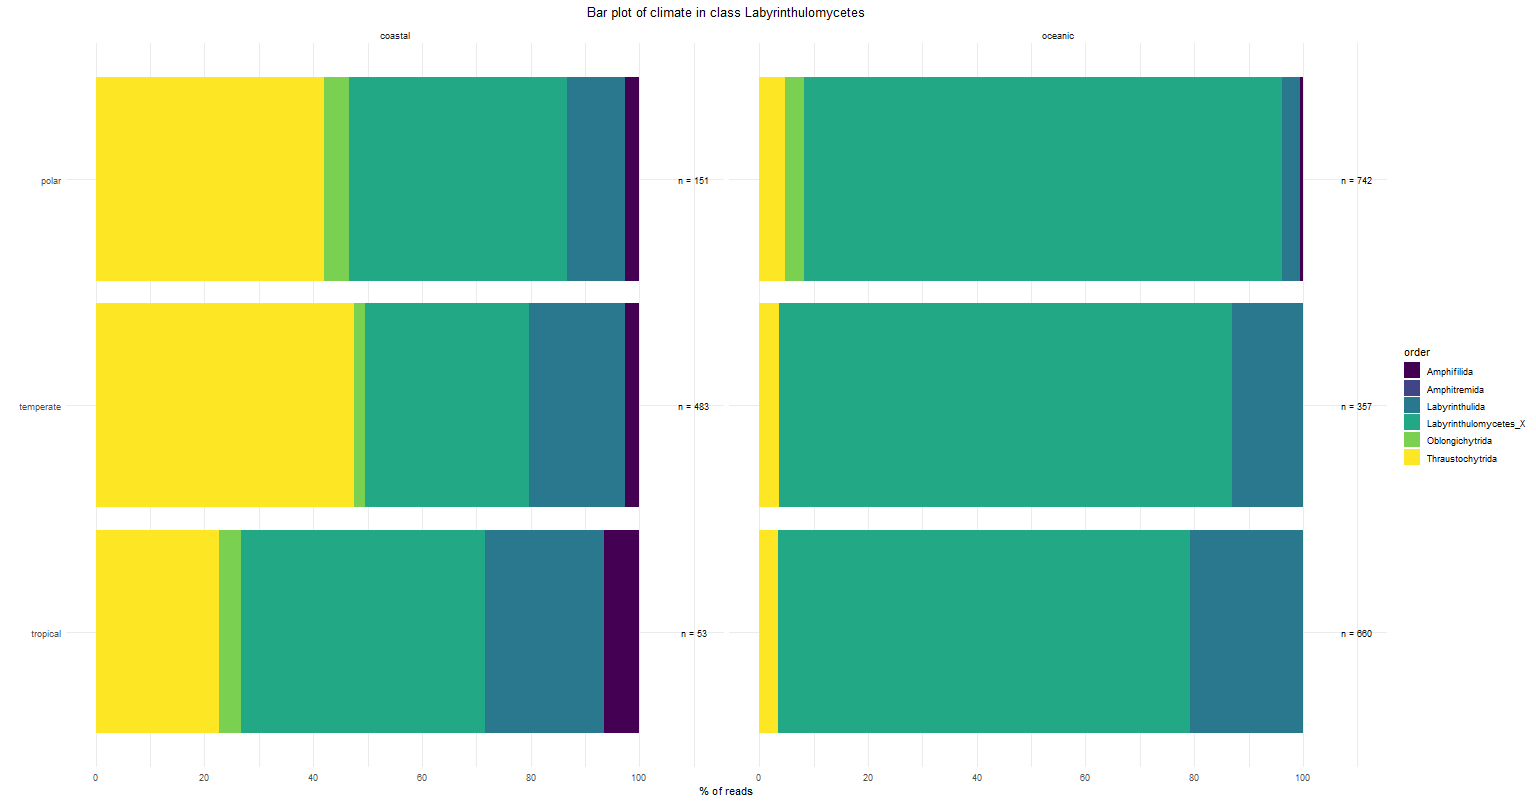 Bar plot of climate in class Labyrinthulomycetes
coastal
oceanic
polar
n = 151
n = 742
temperate
n = 483
n = 357
tropical
n = 53
n = 660
0 20 40 60 80 100
0 20 40 60 80 100
% of reads
order
Amphifilida
Amphitremida
Labyrinthulida
Labyrinthulomycetes_X
Oblongichytrida
Thraustochytrida